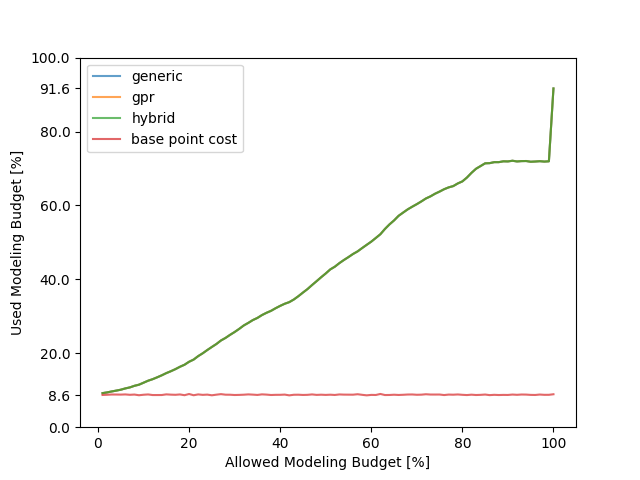 100.0
91.6
80.0
60.0
40.0
20.0
8.6
0.0
Used Modeling Budget [%]
generic
gpr
hybrid
base point cost
0
20
40
60
80
100
Allowed Modeling Budget [%]